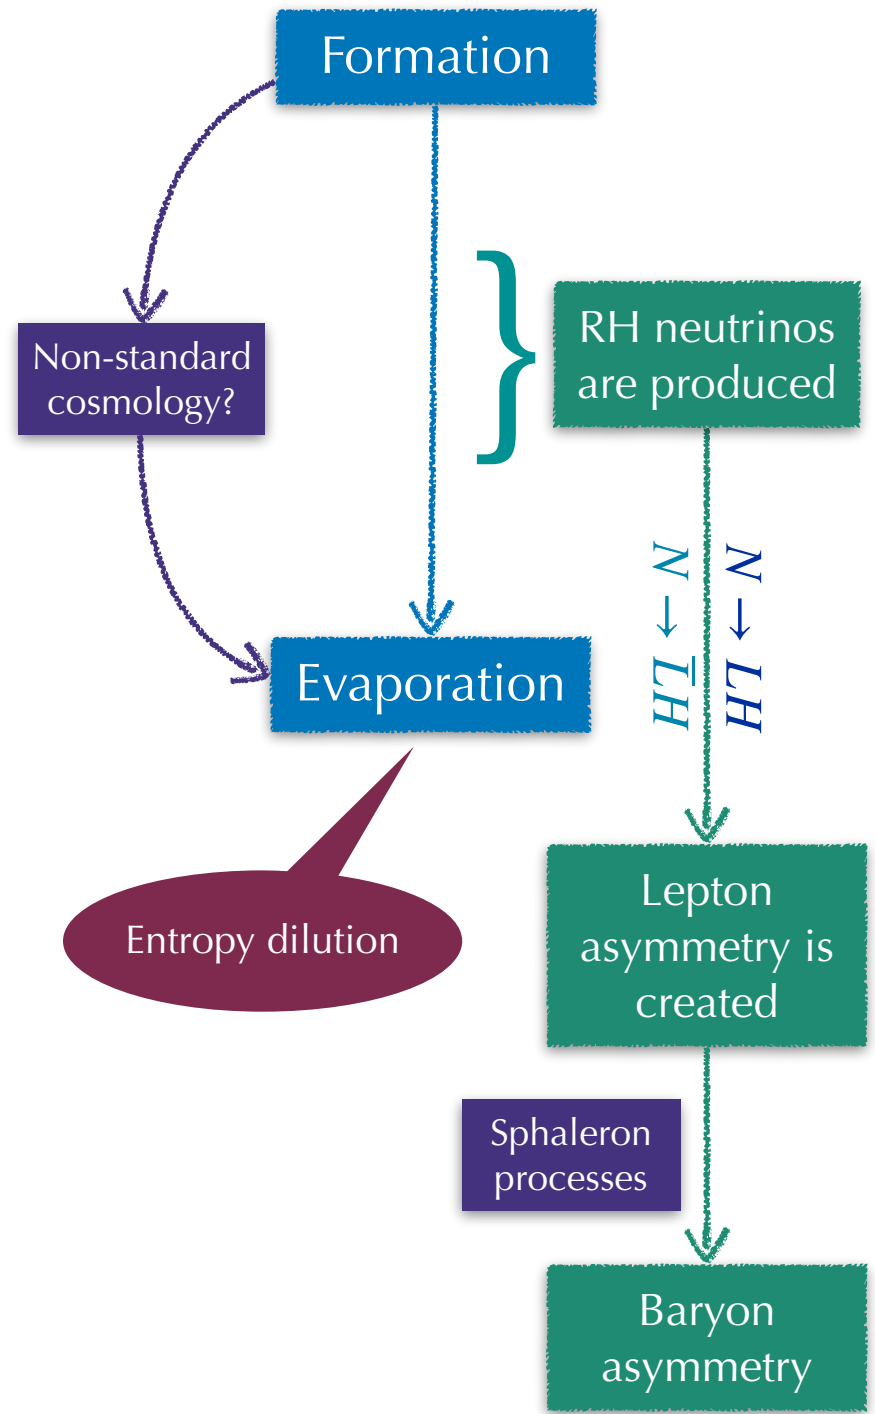 Formation
Non-standard
cosmology?
}
RH neutrinos
are produced
N → L̅H
N → LH
Evaporation
Entropy dilution
Lepton
asymmetry is
created
Sphaleron
processes
Baryon
asymmetry